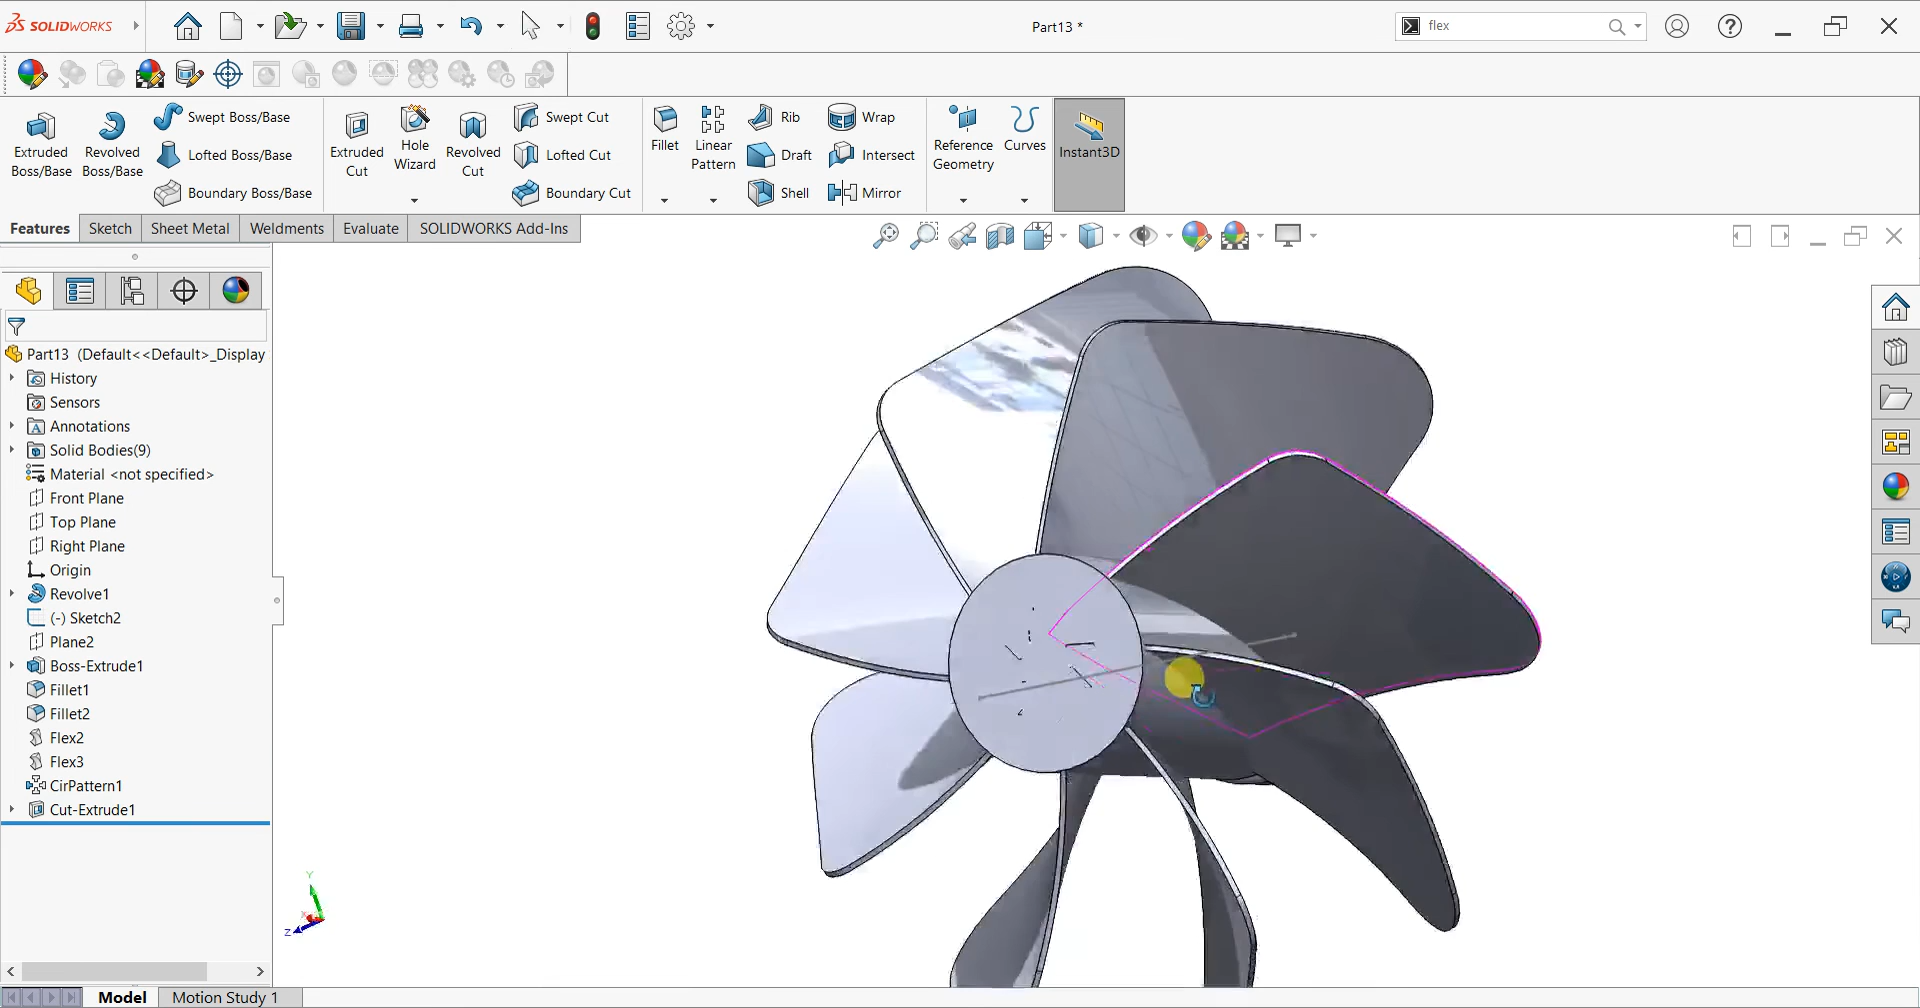 SOLIDWORKS
Part13 *
flex
Extruded Boss/Base
Revolved Boss/Base
Swept Boss/Base
Lofted Boss/Base
Boundary Boss/Base
Extruded Cut
Hole Wizard
Revolved Cut
Swept Cut
Lofted Cut
Boundary Cut
Fillet
Linear Pattern
Rib
Draft
Shell
Wrap
Intersect
Mirror
Reference Geometry
Curves
Instant3D
Features
Sketch
Sheet Metal
Weldments
Evaluate
SOLIDWORKS Add-Ins
Part13 (Default<<Default>_Display
History
Sensors
Annotations
Solid Bodies(9)
Material <not specified>
Front Plane
Top Plane
Right Plane
Origin
Revolve1
(-) Sketch2
Plane2
Boss-Extrude1
Fillet1
Fillet2
Flex2
Flex3
CirPattern1
Cut-Extrude1
Y
X
Z
Model
Motion Study 1